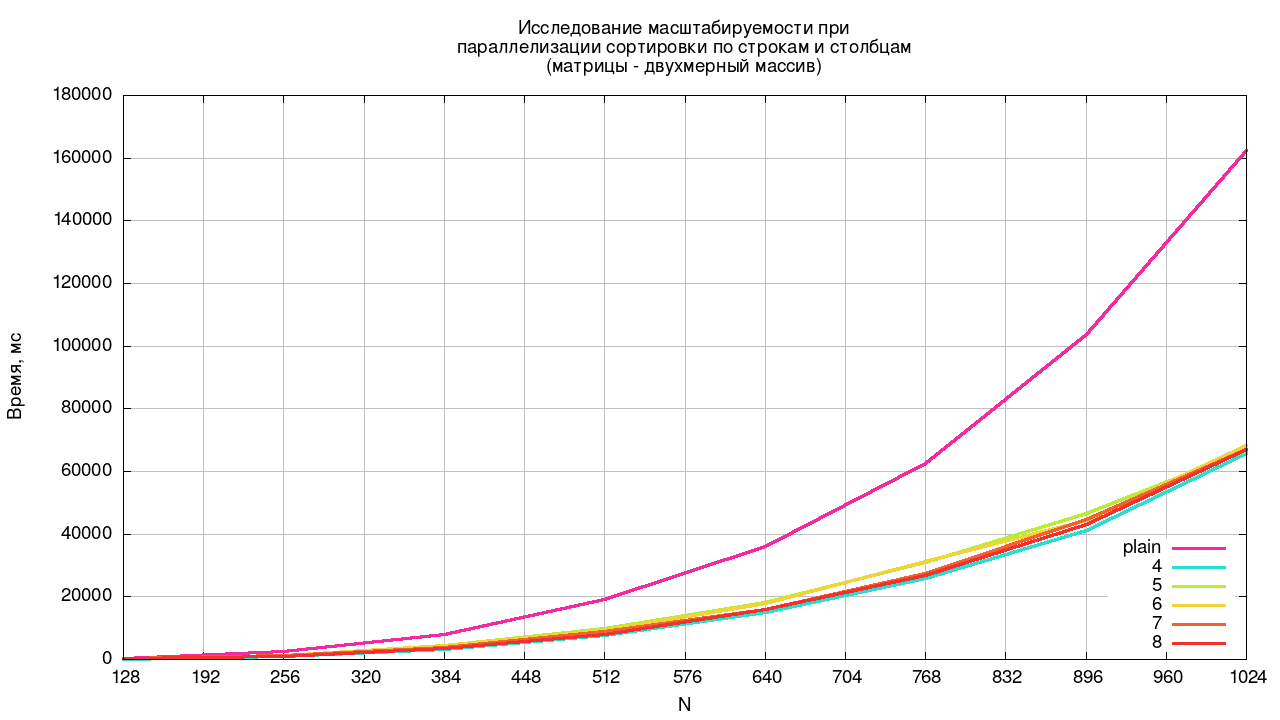 Исследование масштабируемости при
параллелизации сортировки по строкам и столбцам
(матрицы - двухмерный массив)
180000
160000
140000
120000
100000
80000
60000
40000
20000
0
Время, мс
plain
4
5
6
7
8
128 192 256 320 384 448 512 576 640 704 768 832 896 960 1024
N